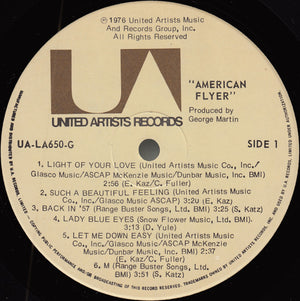 ℗1976 United Artists Music
And Records Group, Inc.
All Rights Reserved
UA
"AMERICAN
FLYER"
UNITED ARTISTS RECORDS
Produced by
George Martin
UA-LA650-G
SIDE 1
1. LIGHT OF YOUR LOVE (United Artists Music Co., Inc./
Glasco Music/ASCAP McKenzie Music/Dunbar Music, Inc. BMI)
2:56 (E. Kaz/C. Fuller)
2. SUCH A BEAUTIFUL FEELING (United Artists Music
Co., Inc./Glasco Music ASCAP) 3:20 (E. Kaz)
3. BACK IN '57 (Range Buster Songs, Ltd. BMI) 3:25 (S. Katz)
4. LADY BLUE EYES (Snow Flower Music, Ltd. BMI)
3:13 (D. Yule)
5. LET ME DOWN EASY (United Artists Music
Co., Inc./Glasco Music/ASCAP McKenzie
Music/Dunbar Music, Inc. BMI) 2:37
(E. Kaz/C. Fuller)
6. M (Range Buster Songs, Ltd.
BMI) 3:51 (S. Katz)